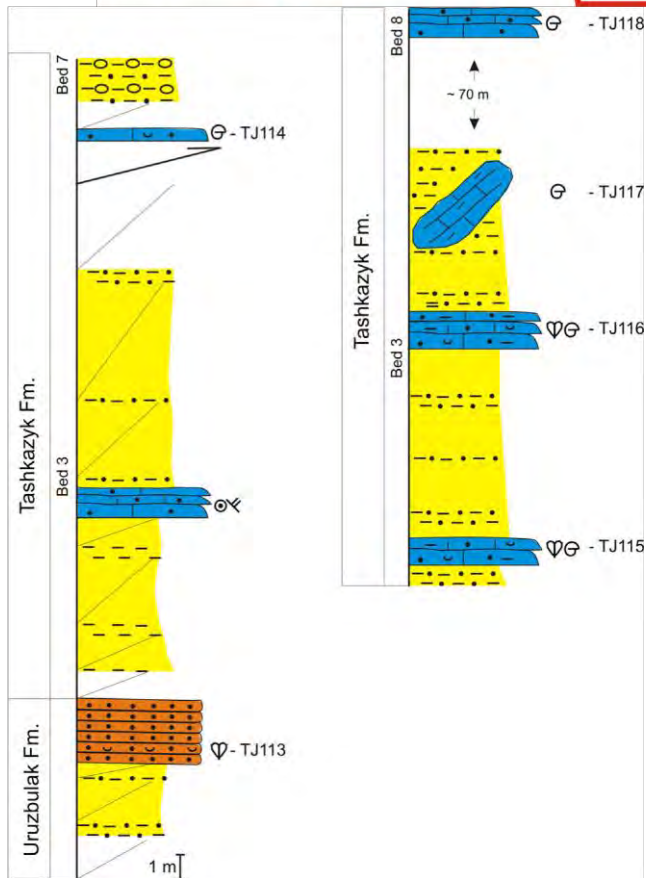 Bed 7
- TJ114
Tashkazyk Fm.
Bed 3
Uruzbulak Fm.
- TJ113
1 m
Bed 8
- TJ118
~ 70 m
- TJ117
Tashkazyk Fm.
- TJ116
Bed 3
- TJ115